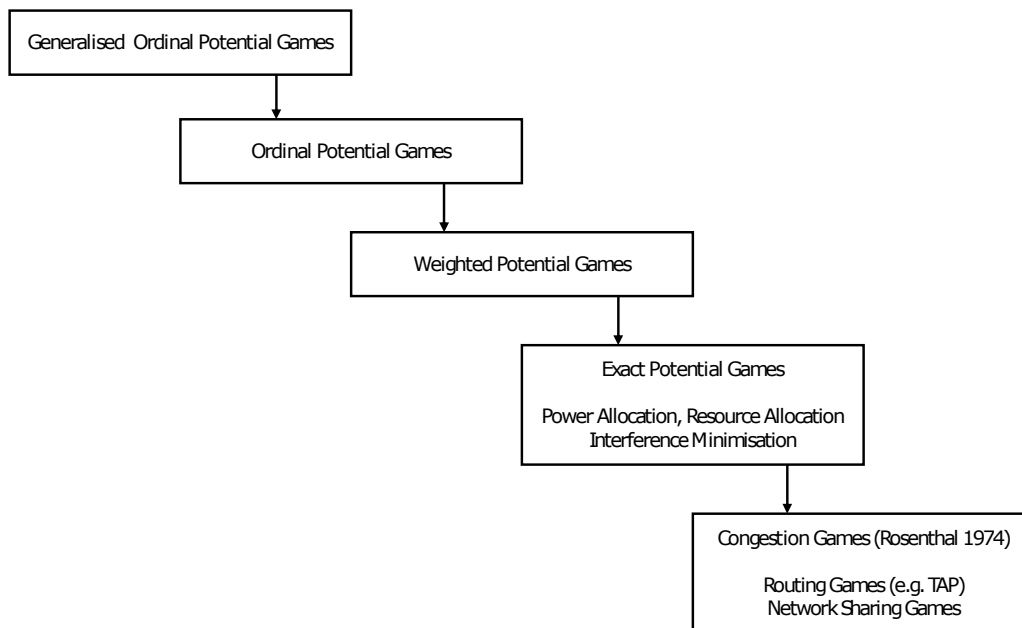 Generalised Ordinal Potential Games
Ordinal Potential Games
Weighted Potential Games
Exact Potential Games
Power Allocation, Resource Allocation
Interference Minimisation
Congestion Games (Rosenthal 1974)
Routing Games (e.g. TAP)
Network Sharing Games